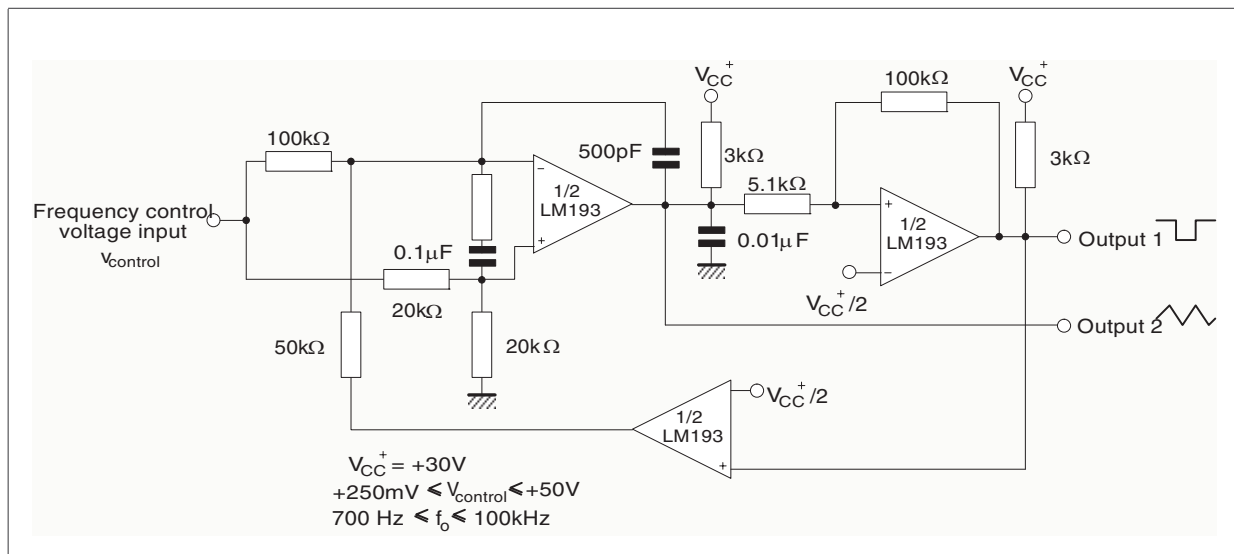 VCC+
100kΩ
VCC+
100kΩ
500pF
3kΩ
3kΩ
5.1kΩ
−
1/2
LM193
+
Frequency control
voltage input
Vcontrol
0.1µF
+
1/2
LM193
−
0.01µF
Output 1
VCC+/2
20kΩ
Output 2
50kΩ
20kΩ
VCC+/2
1/2
LM193
+
VCC+ = +30V
+250mV ⩽ Vcontrol ⩽ +50V
700 Hz ⩽ fo ⩽ 100kHz